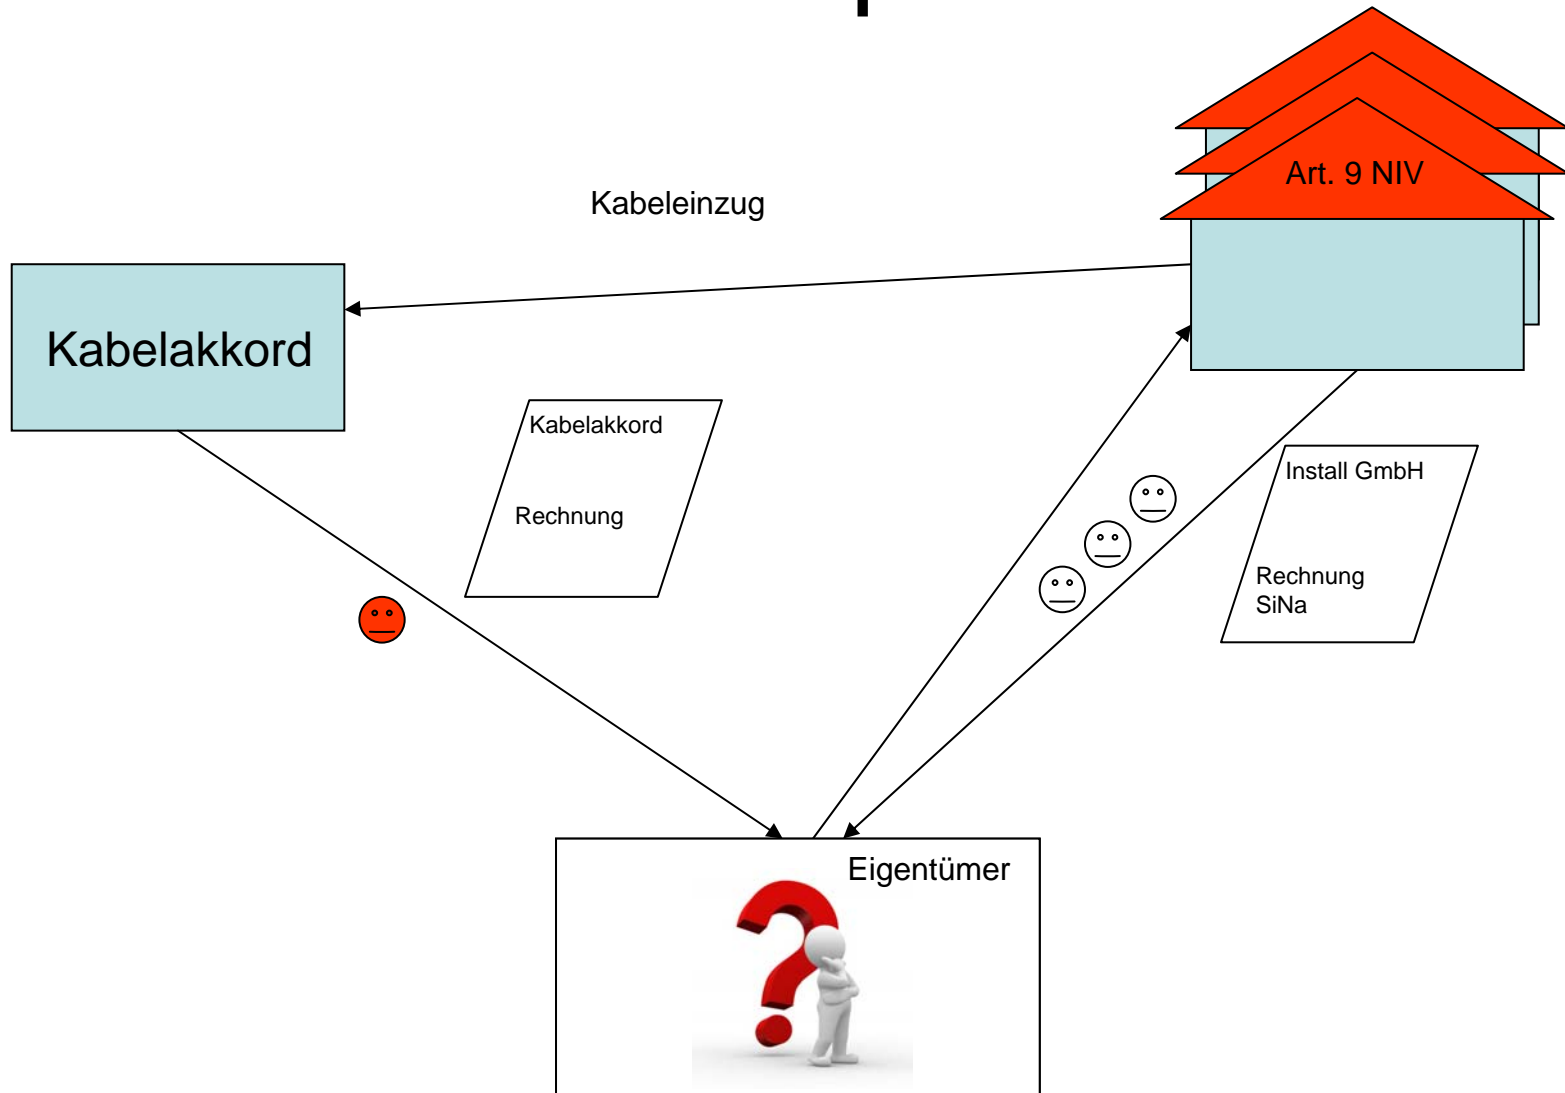 Art. 9 NIV
Kabeleinzug
Kabelakkord
Kabelakkord
Rechnung
Install GmbH
Rechnung
SiNa
Eigentümer